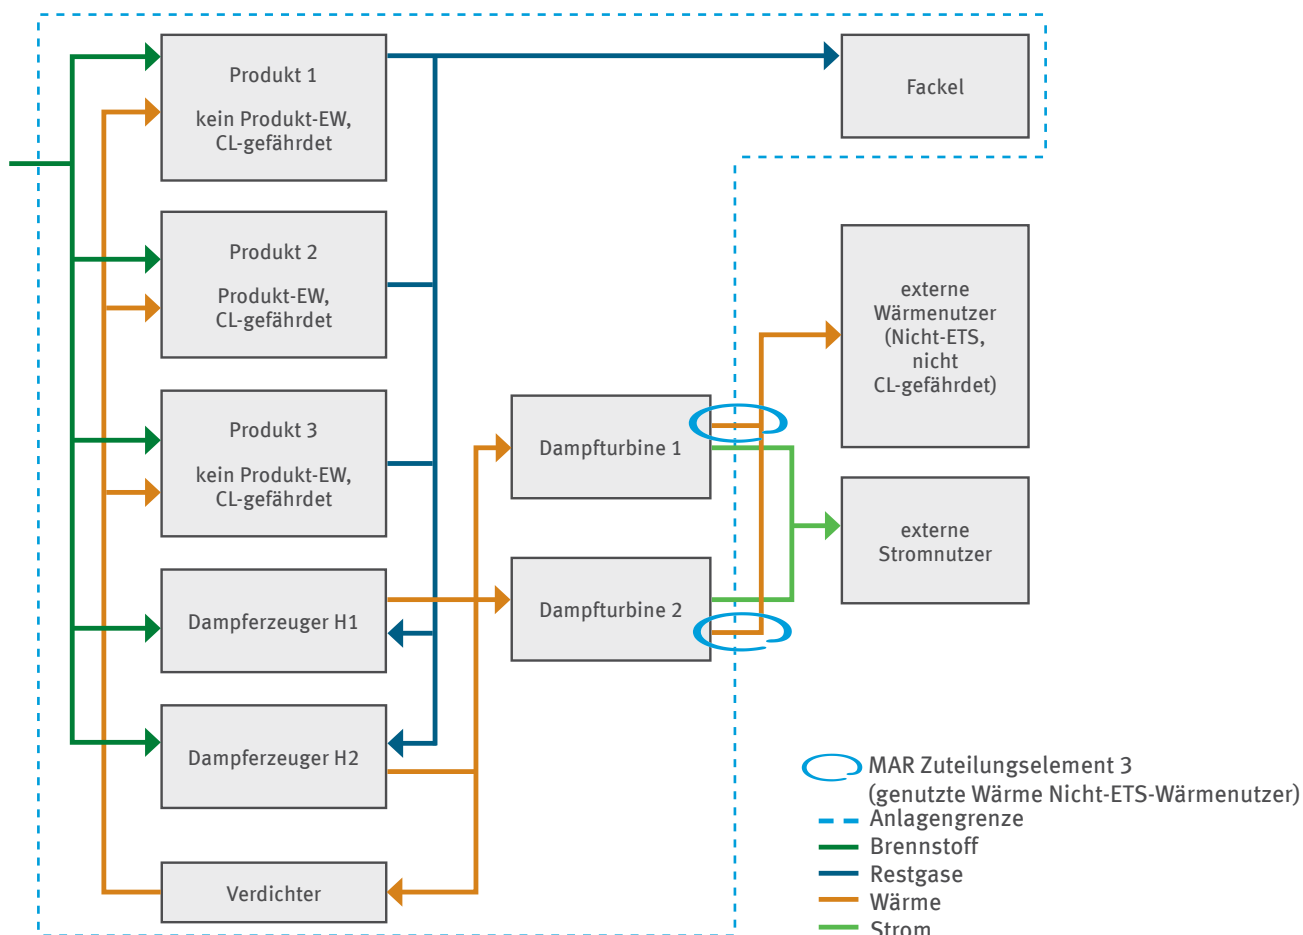 Produkt 1
kein Produkt-EW,
CL-gefährdet
Fackel
Produkt 2
Produkt-EW,
CL-gefährdet
externe
Wärmenutzer
(Nicht-ETS,
nicht
CL-gefährdet)
Produkt 3
kein Produkt-EW,
CL-gefährdet
Dampfturbine 1
externe
Stromnutzer
Dampferzeuger H1
Dampfturbine 2
Dampferzeuger H2
Verdichter
MAR Zuteilungselement 3
(genutzte Wärme Nicht-ETS-Wärmenutzer)
Anlagengrenze
Brennstoff
Restgase
Wärme
Strom